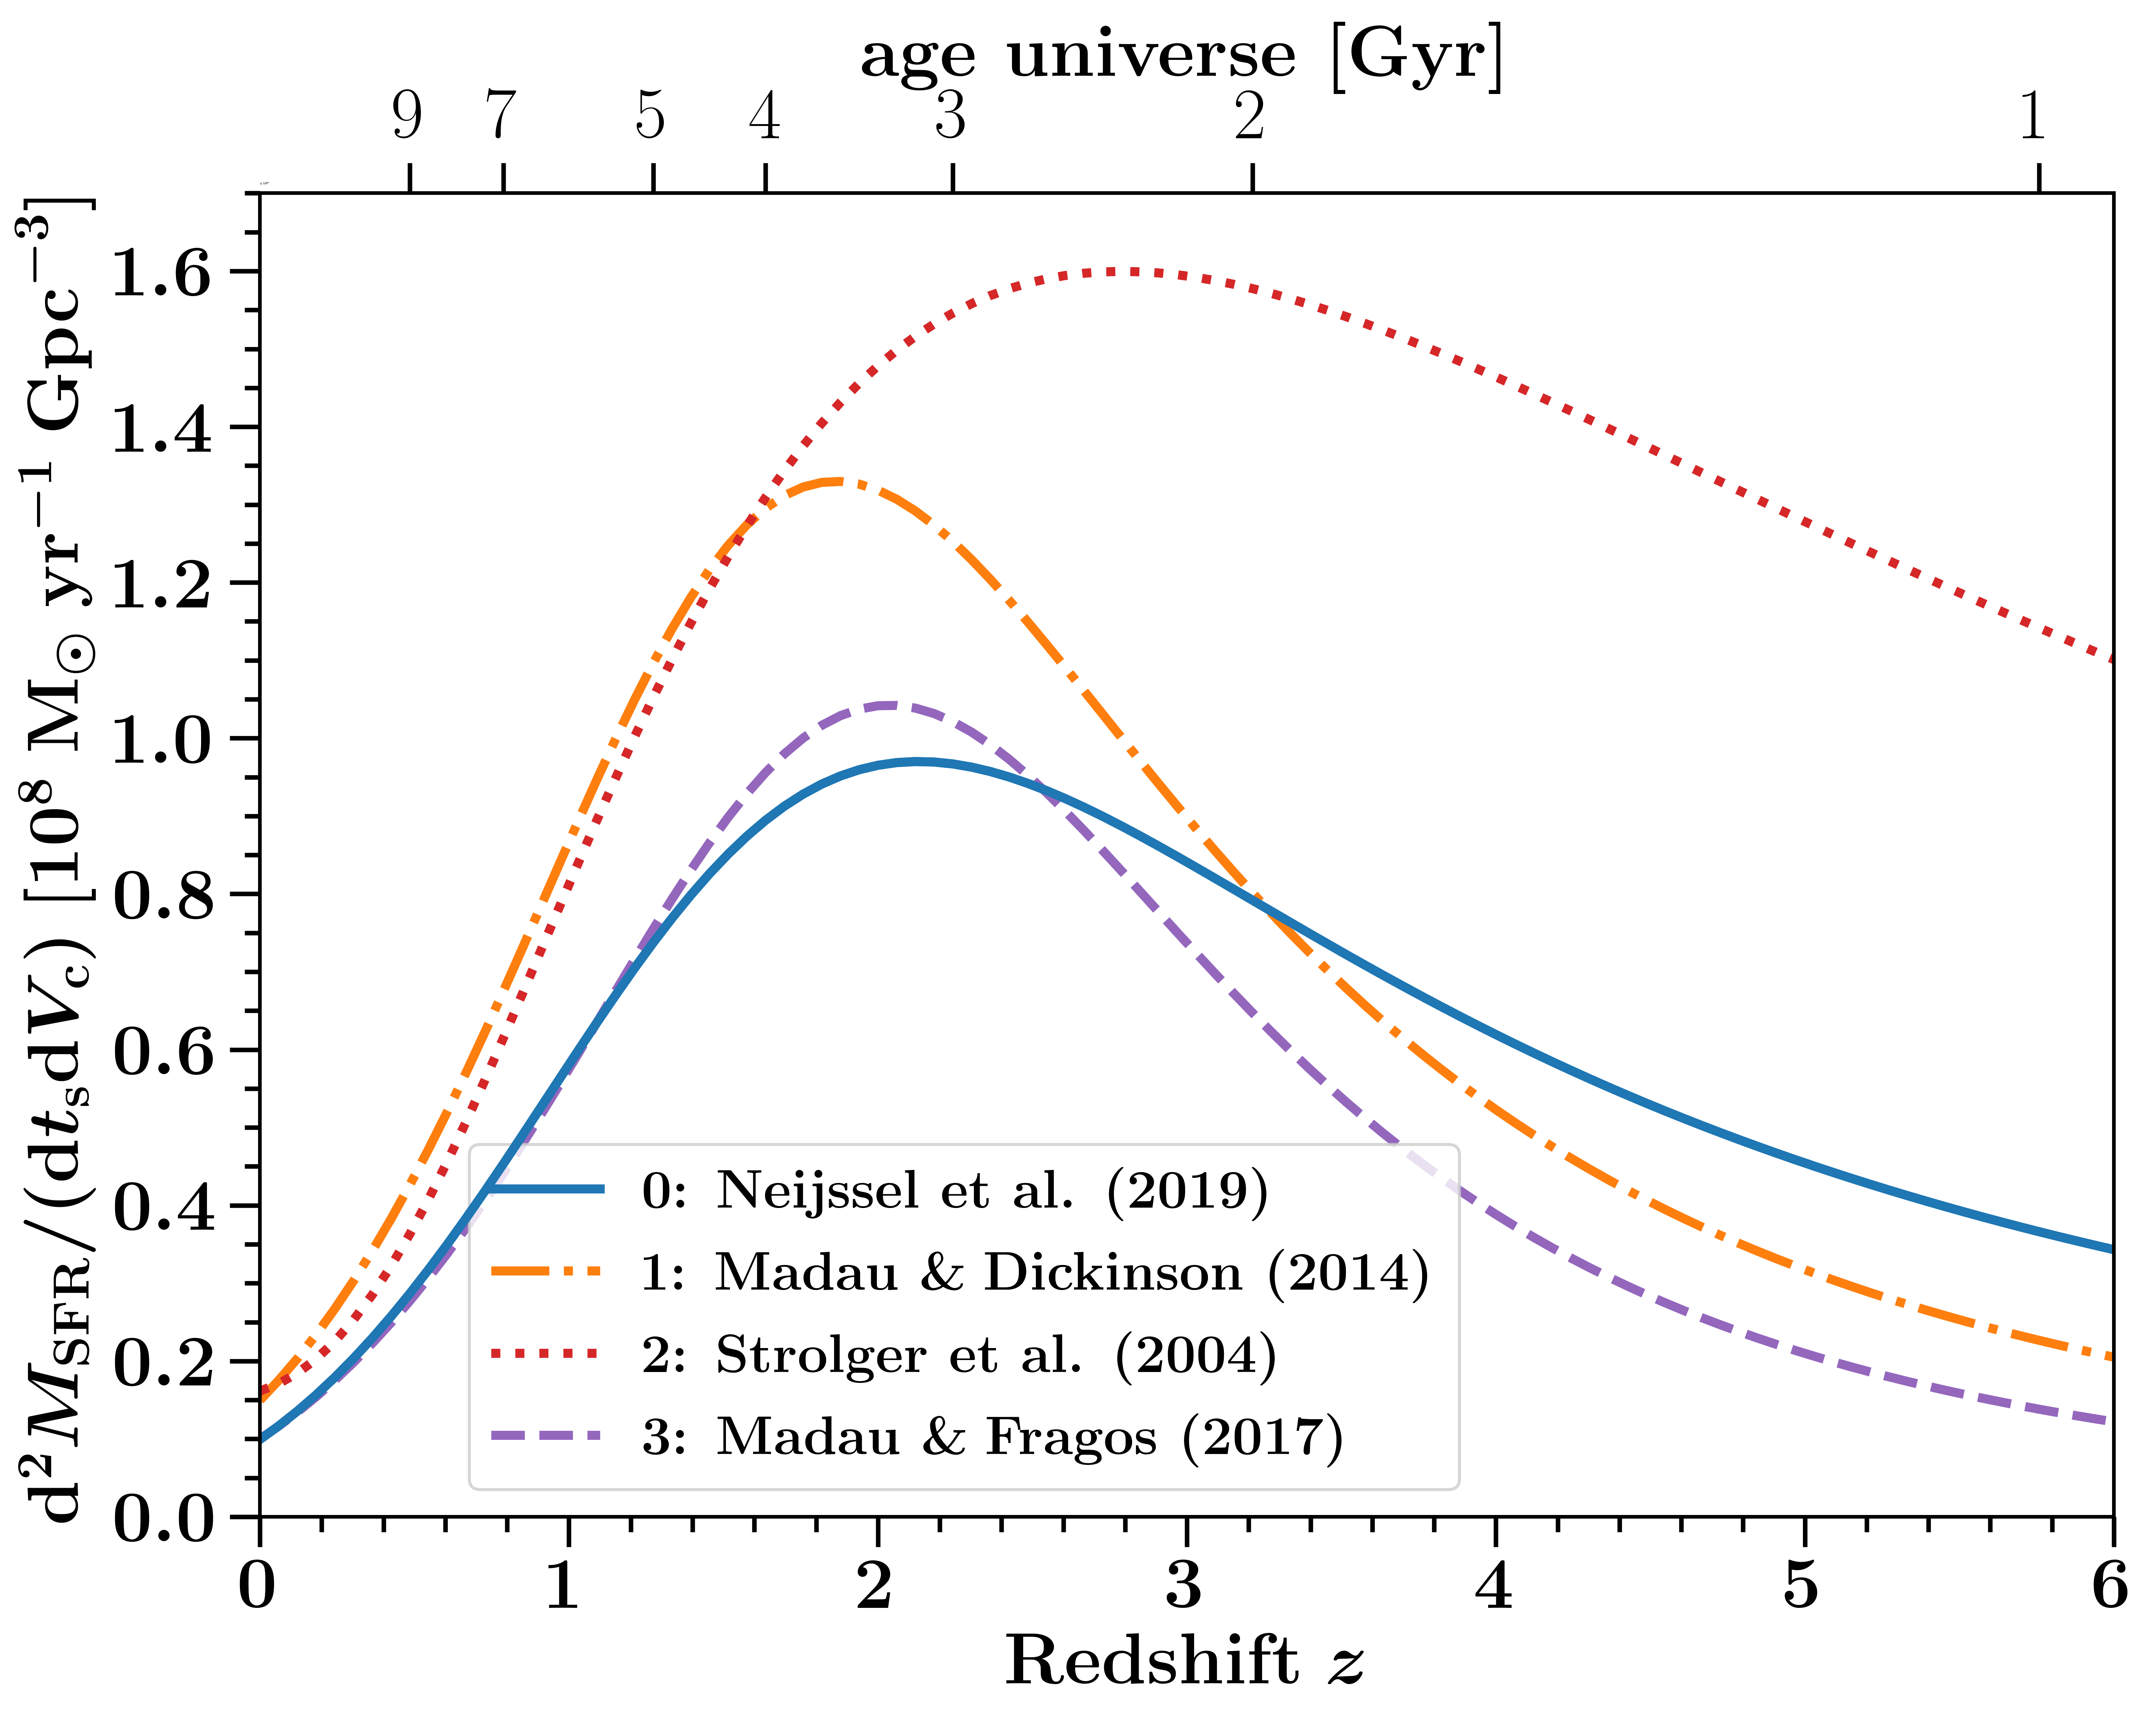 age universe [Gyr]
9 7 5 4 3 2 1
d²M_SFR/(dt_s dV_c) [10⁸ M⊙ yr⁻¹ Gpc⁻³]
1.6
1.4
1.2
1.0
0.8
0.6
0.4
0.2
0.0
0: Neijssel et al. (2019)
1: Madau & Dickinson (2014)
2: Strolger et al. (2004)
3: Madau & Fragos (2017)
0 1 2 3 4 5 6
Redshift z